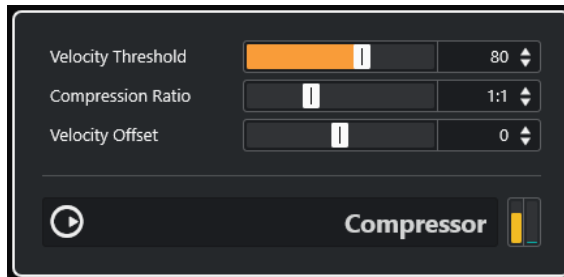 Velocity Threshold 80
Compression Ratio 1:1
Velocity Offset 0
Compressor